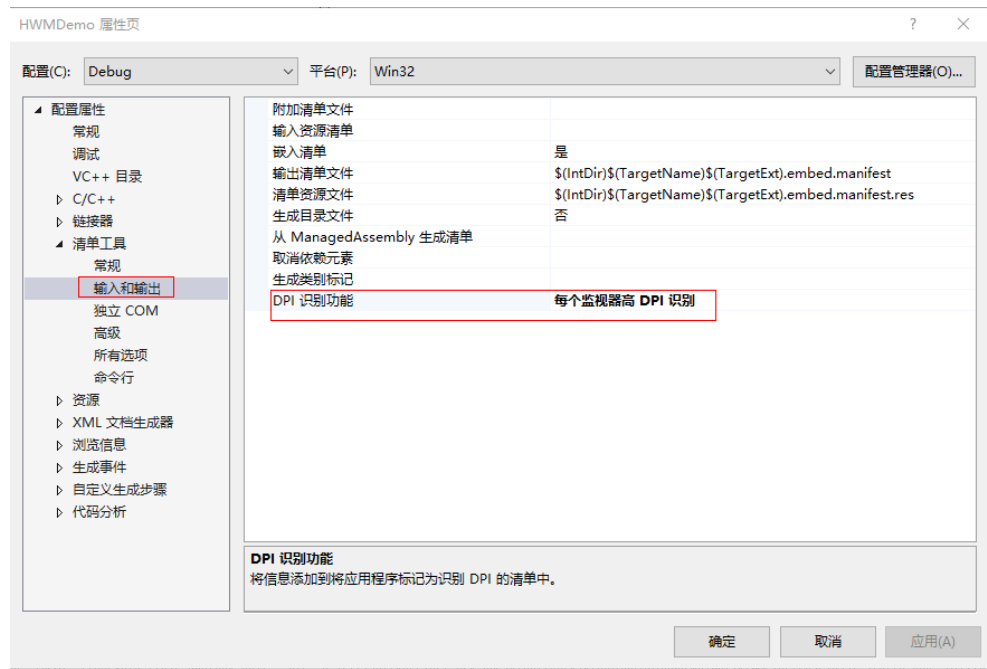 HWMDemo 属性页
配置(C): Debug 平台(P): Win32 配置管理器(O)...
配置属性
常规
调试
VC++ 目录
C/C++
链接器
清单工具
常规
输入和输出
独立 COM
高级
所有选项
命令行
资源
XML 文档生成器
浏览信息
生成事件
自定义生成步骤
代码分析
附加清单文件
输入资源清单
嵌入清单 是
输出清单文件 $(IntDir)$(TargetName)$(TargetExt).embed.manifest
清单资源文件 $(IntDir)$(TargetName)$(TargetExt).embed.manifest.res
生成目录文件 否
从 ManagedAssembly 生成清单
取消依赖元素
生成类别标记
DPI 识别功能 每个监视器高 DPI 识别
DPI 识别功能
将信息添加到将应用程序标记为识别 DPI 的清单中。
确定 取消 应用(A)